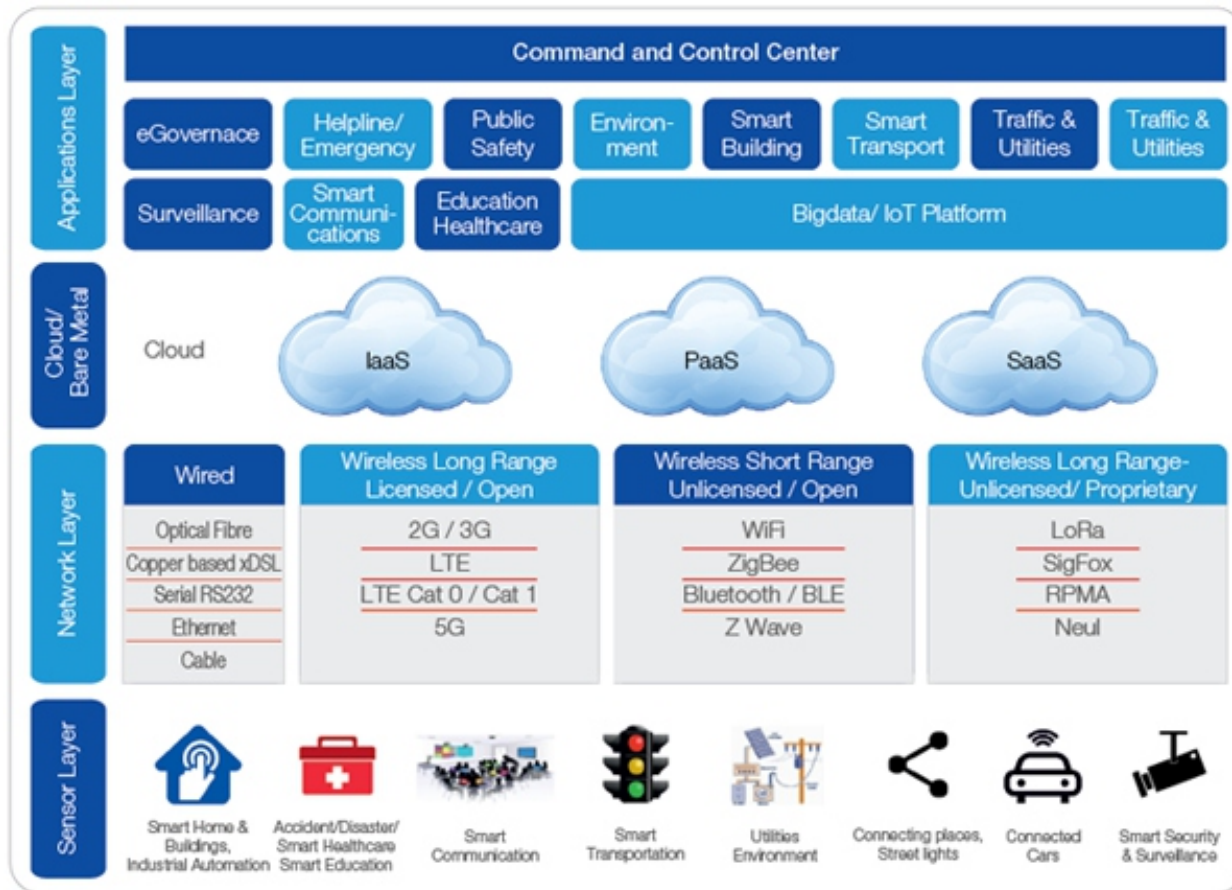 Applications Layer
Command and Control Center
eGovernace
Helpline/
Emergency
Public
Safety
Environ-
ment
Smart
Building
Smart
Transport
Traffic &
Utilities
Traffic &
Utilities
Surveillance
Smart
Communi-
cations
Education
Healthcare
Bigdata/ IoT Platform
Cloud/
Bare Metal
Cloud
IaaS
PaaS
SaaS
Network Layer
Wired
Optical Fibre
Copper based xDSL
Serial RS232
Ethernet
Cable
Wireless Long Range
Licensed / Open
2G / 3G
LTE
LTE Cat 0 / Cat 1
5G
Wireless Short Range
Unlicensed / Open
WiFi
ZigBee
Bluetooth / BLE
Z Wave
Wireless Long Range-
Unlicensed/ Proprietary
LoRa
SigFox
RPMA
Neul
Sensor Layer
Smart Home &
Buildings,
Industrial Automation
Accident/Disaster/
Smart Healthcare
Smart Education
Smart
Communication
Smart
Transportation
Utilities
Environment
Connecting places,
Street lights
Connected
Cars
Smart Security
& Surveillance